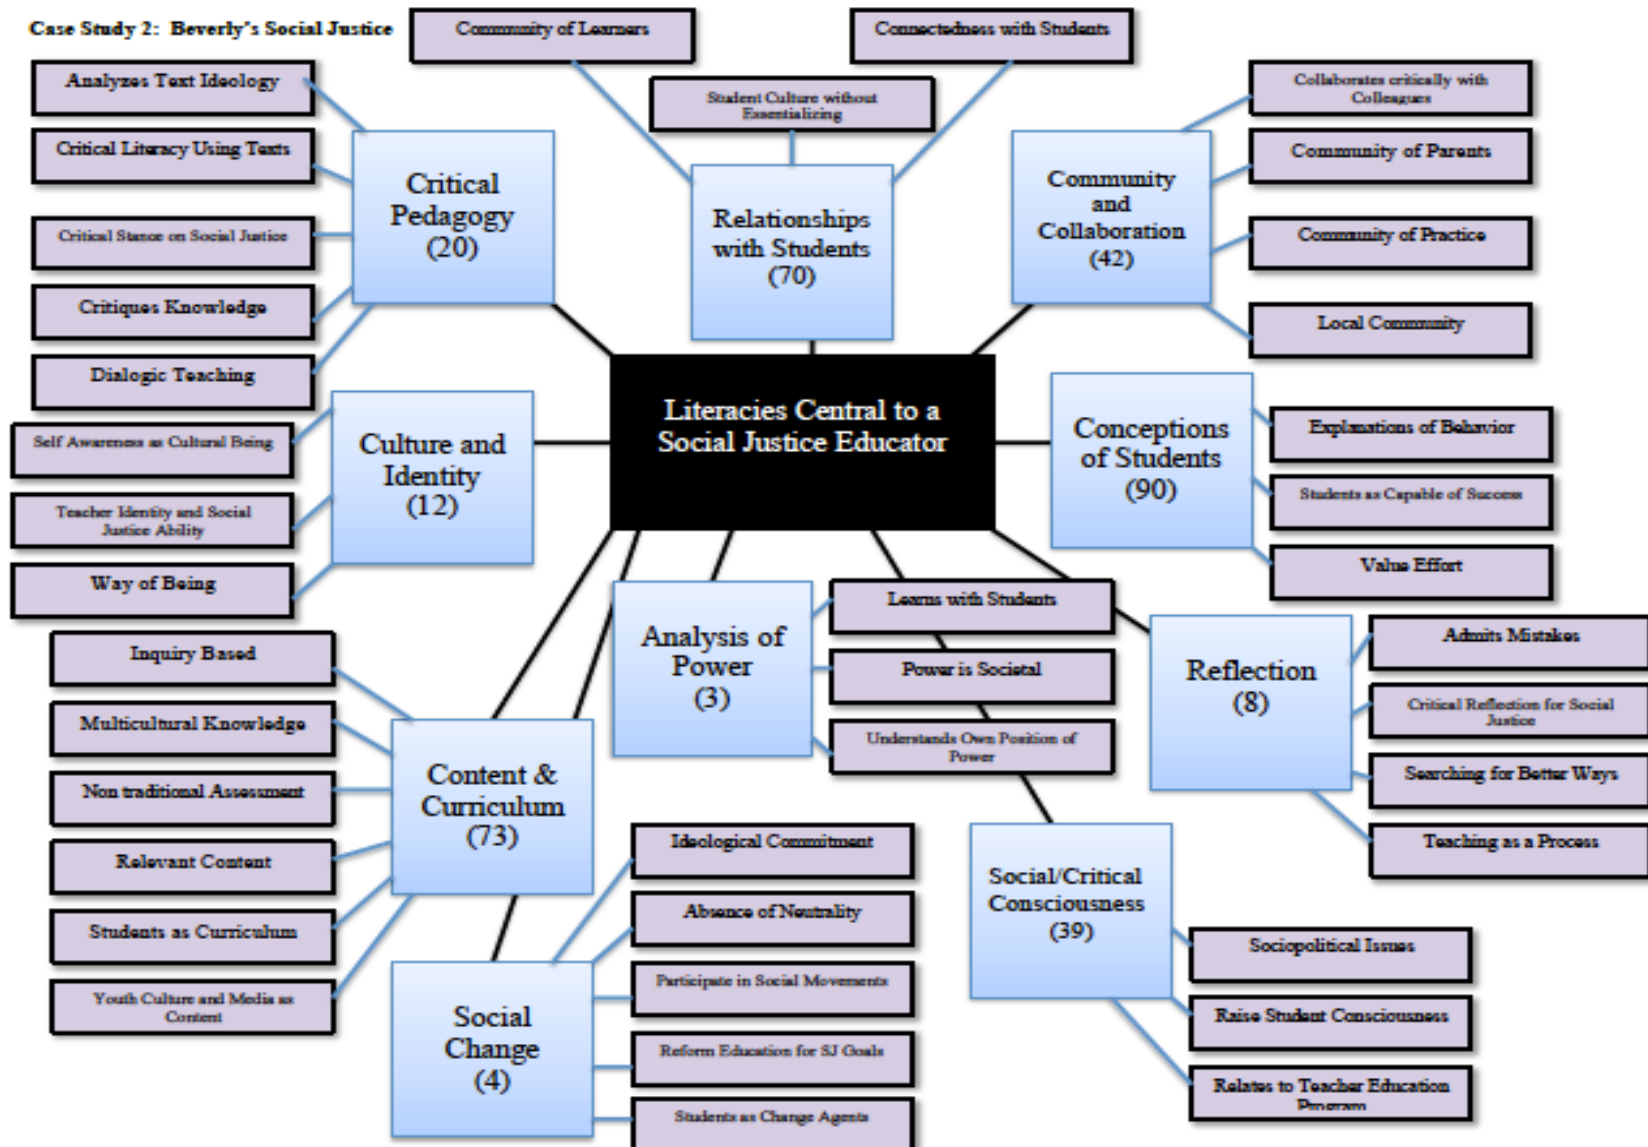 Case Study 2:  Beverly's Social Justice
Community of Learners
Connectedness with Students
Student Culture without
Essentializing
Analyzes Text Ideology
Critical Literacy Using Texts
Critical Stance on Social Justice
Critiques Knowledge
Dialogic Teaching
Critical
Pedagogy
(20)
Relationships
with Students
(70)
Community
and
Collaboration
(42)
Collaborates critically with
Colleagues
Community of Parents
Community of Practice
Local Community
Literacies Central to a
Social Justice Educator
Self Awareness as Cultural Being
Teacher Identity and Social
Justice Ability
Way of Being
Culture and
Identity
(12)
Conceptions
of Students
(90)
Explanations of Behavior
Students as Capable of Success
Value Effort
Inquiry Based
Multicultural Knowledge
Non traditional Assessment
Relevant Content
Students as Curriculum
Youth Culture and Media as
Content
Content &
Curriculum
(73)
Analysis of
Power
(3)
Learns with Students
Power is Societal
Understands Own Position of
Power
Reflection
(8)
Admits Mistakes
Critical Reflection for Social
Justice
Searching for Better Ways
Teaching as a Process
Social
Change
(4)
Ideological Commitment
Absence of Neutrality
Participate in Social Movements
Reform Education for SJ Goals
Students as Change Agents
Social/Critical
Consciousness
(39)
Sociopolitical Issues
Raise Student Consciousness
Relates to Teacher Education
Program